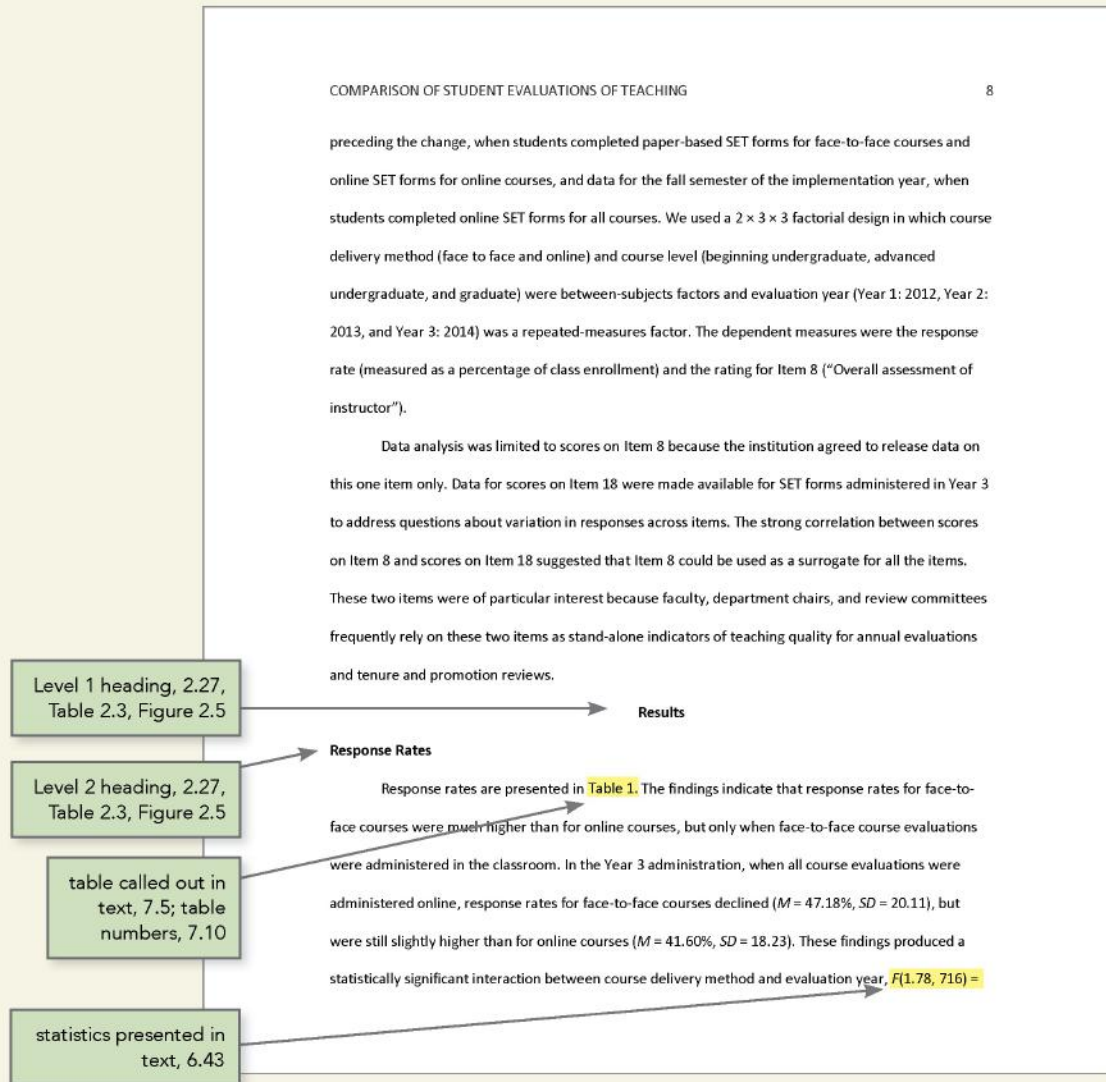 COMPARISON OF STUDENT EVALUATIONS OF TEACHING 8
preceding the change, when students completed paper-based SET forms for face-to-face courses and
online SET forms for online courses, and data for the fall semester of the implementation year, when
students completed online SET forms for all courses. We used a 2 × 3 × 3 factorial design in which course
delivery method (face to face and online) and course level (beginning undergraduate, advanced
undergraduate, and graduate) were between-subjects factors and evaluation year (Year 1: 2012, Year 2:
2013, and Year 3: 2014) was a repeated-measures factor. The dependent measures were the response
rate (measured as a percentage of class enrollment) and the rating for Item 8 (“Overall assessment of
instructor”).
Data analysis was limited to scores on Item 8 because the institution agreed to release data on
this one item only. Data for scores on Item 18 were made available for SET forms administered in Year 3
to address questions about variation in responses across items. The strong correlation between scores
on Item 8 and scores on Item 18 suggested that Item 8 could be used as a surrogate for all the items.
These two items were of particular interest because faculty, department chairs, and review committees
frequently rely on these two items as stand-alone indicators of teaching quality for annual evaluations
and tenure and promotion reviews.
Level 1 heading, 2.27,
Table 2.3, Figure 2.5
Results
Level 2 heading, 2.27,
Table 2.3, Figure 2.5
Response Rates
Response rates are presented in Table 1. The findings indicate that response rates for face-to-
face courses were much higher than for online courses, but only when face-to-face course evaluations
were administered in the classroom. In the Year 3 administration, when all course evaluations were
administered online, response rates for face-to-face courses declined (M = 47.18%, SD = 20.11), but
were still slightly higher than for online courses (M = 41.60%, SD = 18.23). These findings produced a
statistically significant interaction between course delivery method and evaluation year, F(1.78, 716) =
table called out in
text, 7.5; table
numbers, 7.10
statistics presented in
text, 6.43